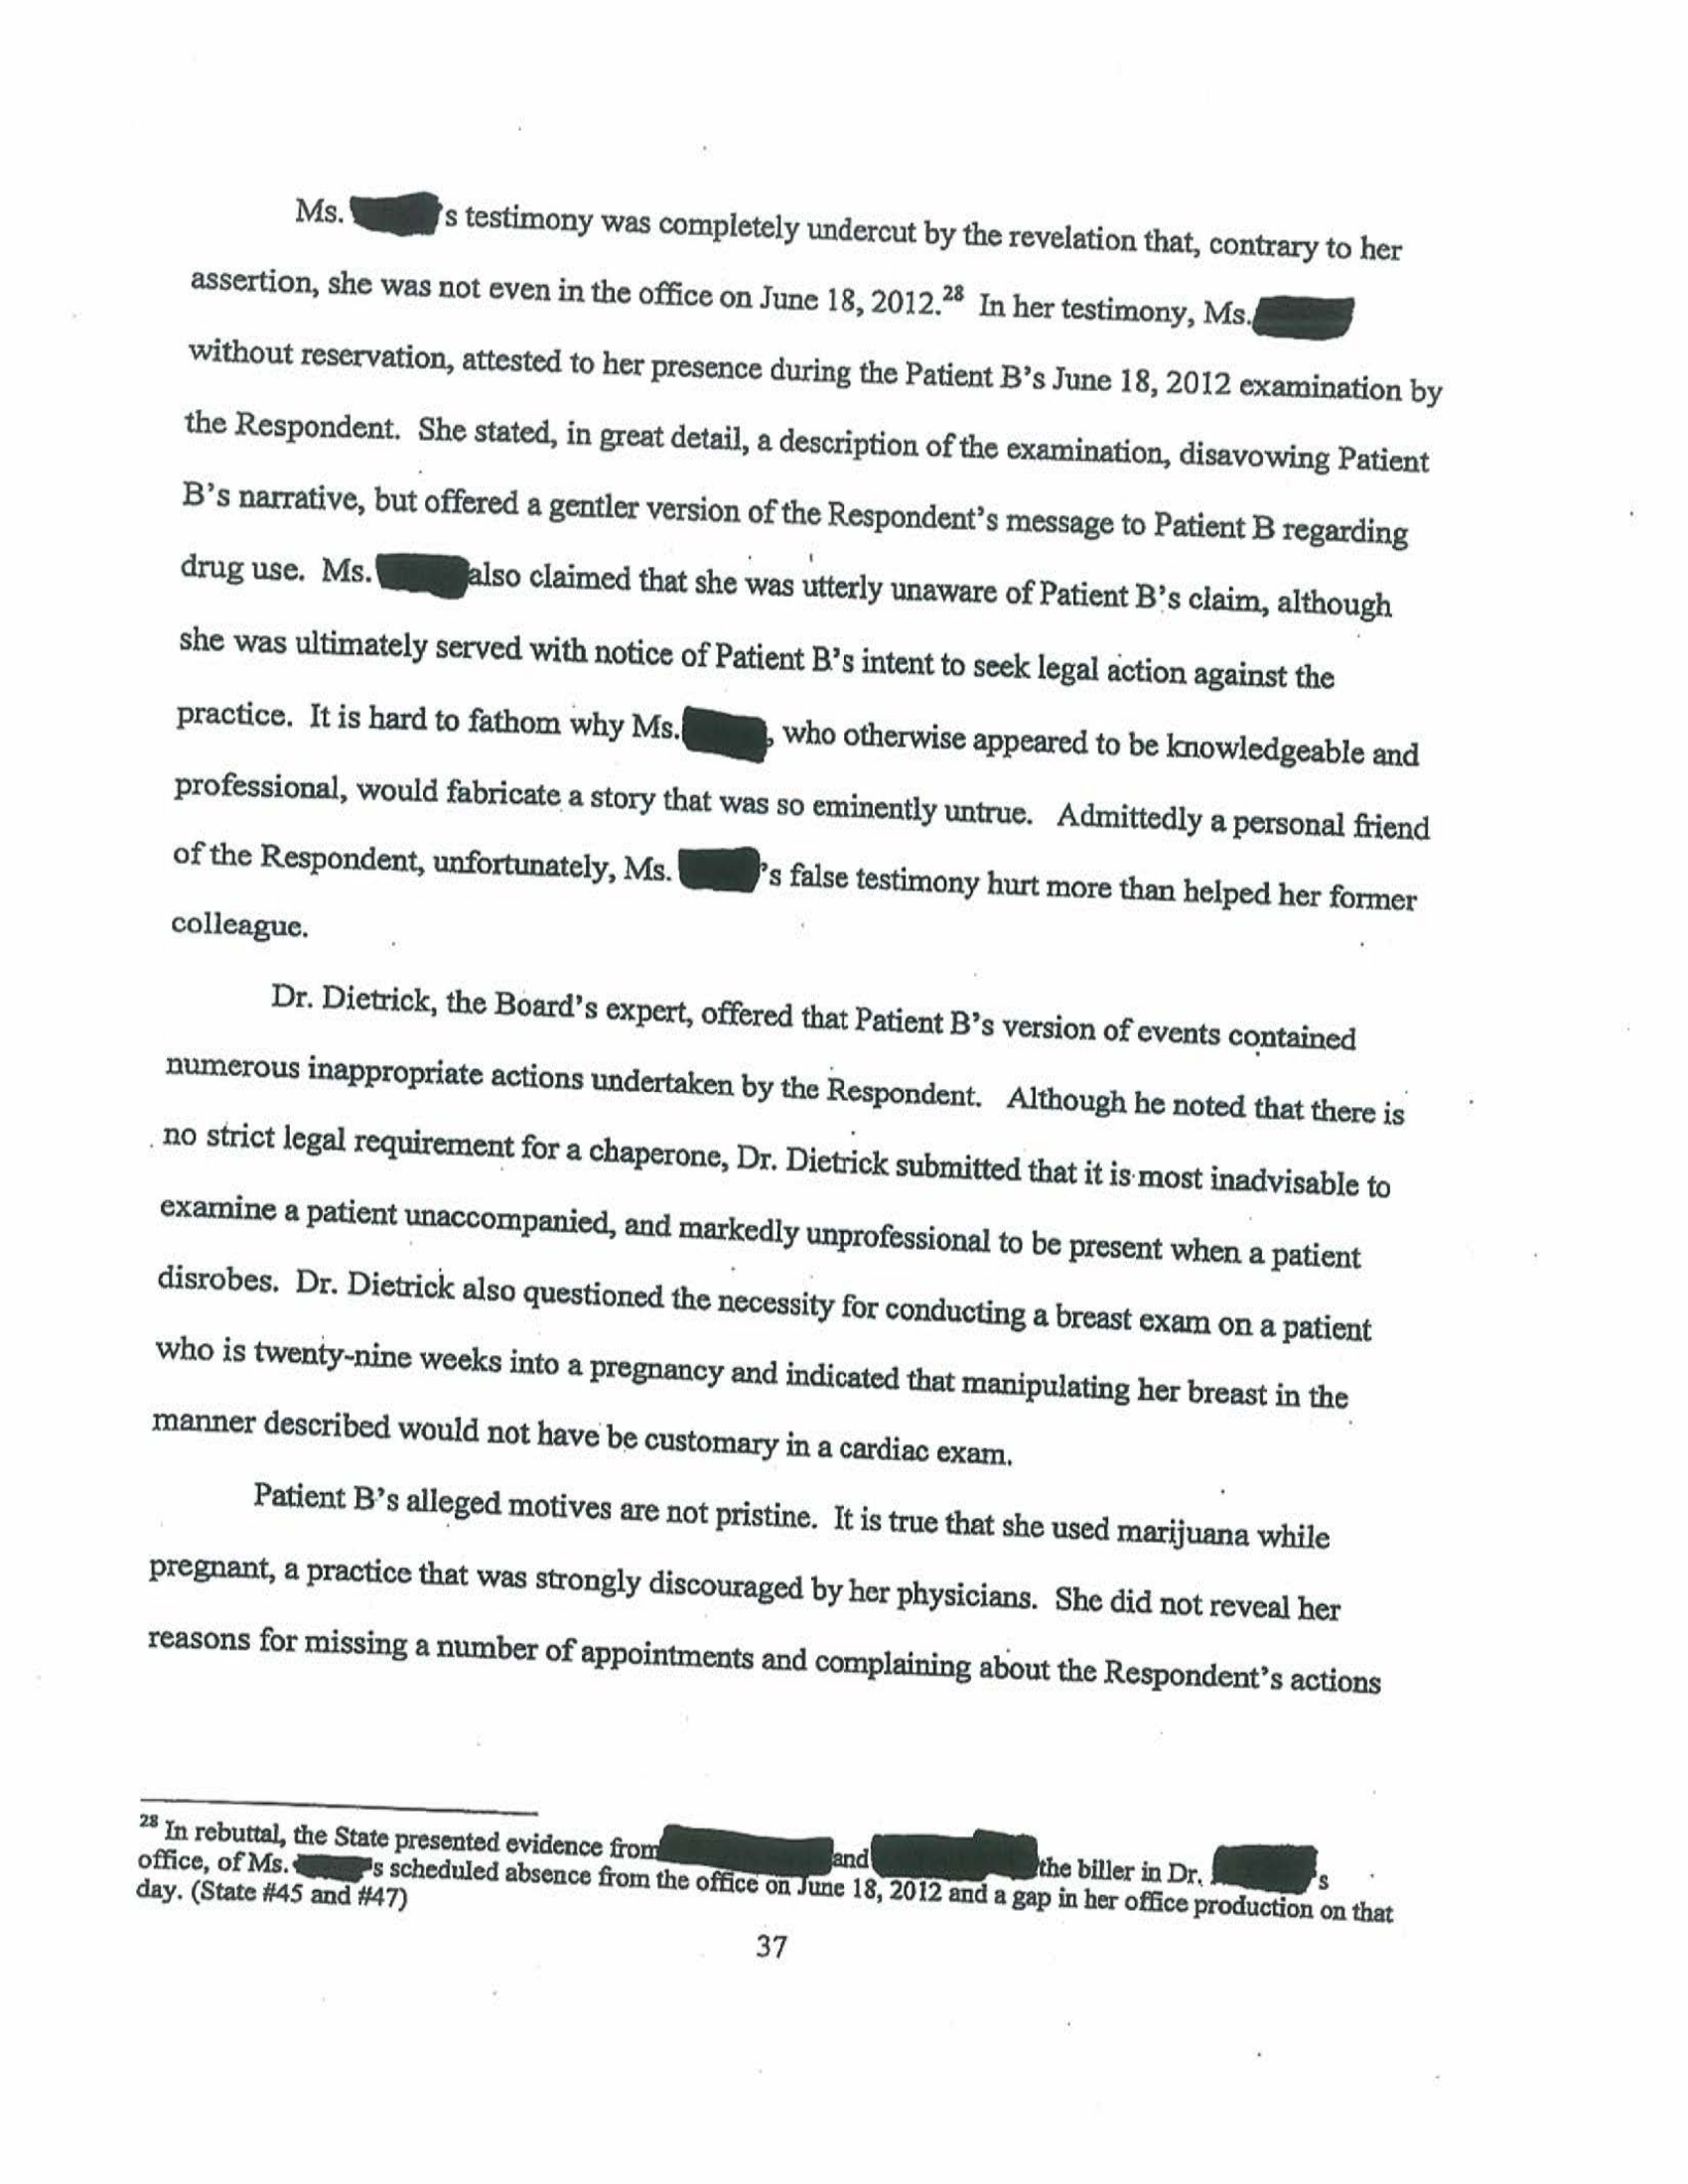 Ms. 's testimony was completely undercut by the revelation that, contrary to her
assertion, she was not even in the office on June 18, 2012.28 In her testimony, Ms.
without reservation, attested to her presence during the Patient B's June 18, 2012 examination by
the Respondent. She stated, in great detail, a description of the examination, disavowing Patient
B's narrative, but offered a gentler version of the Respondent's message to Patient B regarding
drug use. Ms. also claimed that she was utterly unaware of Patient B's claim, although
she was ultimately served with notice of Patient B's intent to seek legal action against the
practice. It is hard to fathom why Ms. , who otherwise appeared to be knowledgeable and
professional, would fabricate a story that was so eminently untrue. Admittedly a personal friend
of the Respondent, unfortunately, Ms. 's false testimony hurt more than helped her former
colleague.
Dr. Dietrick, the Board's expert, offered that Patient B's version of events contained
numerous inappropriate actions undertaken by the Respondent. Although he noted that there is
no strict legal requirement for a chaperone, Dr. Dietrick submitted that it is most inadvisable to
examine a patient unaccompanied, and markedly unprofessional to be present when a patient
disrobes. Dr. Dietrick also questioned the necessity for conducting a breast exam on a patient
who is twenty-nine weeks into a pregnancy and indicated that manipulating her breast in the
manner described would not have be customary in a cardiac exam.
Patient B's alleged motives are not pristine. It is true that she used marijuana while
pregnant, a practice that was strongly discouraged by her physicians. She did not reveal her
reasons for missing a number of appointments and complaining about the Respondent's actions
28 In rebuttal, the State presented evidence from and the biller in Dr. 's
office, of Ms. 's scheduled absence from the office on June 18, 2012 and a gap in her office production on that
day. (State #45 and #47)
37